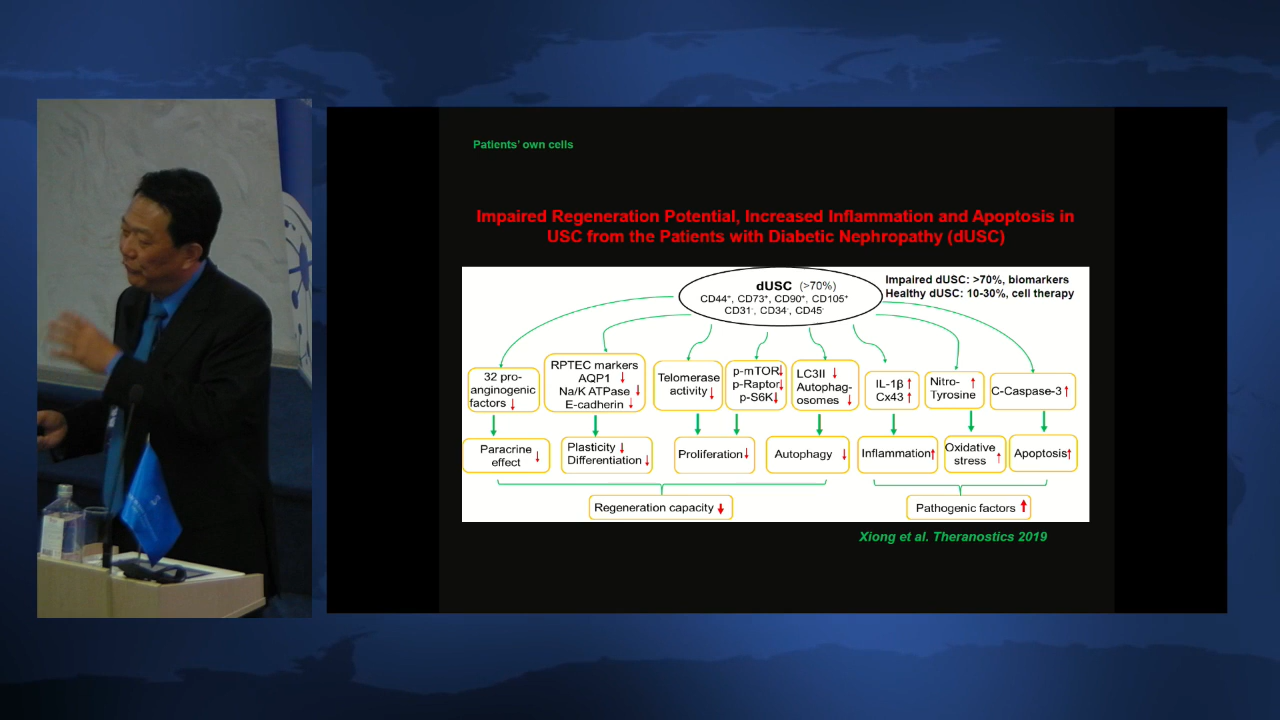 Patients' own cells
Impaired Regeneration Potential, Increased Inflammation and Apoptosis in
USC from the Patients with Diabetic Nephropathy (dUSC)
dUSC (>70%)
CD44⁺, CD73⁺, CD90⁺, CD105⁺
CD31⁻, CD34⁻, CD45⁻
Impaired dUSC: >70%, biomarkers
Healthy dUSC: 10-30%, cell therapy
32 pro-
anginogenic
factors ↓
RPTEC markers
AQP1 ↓
Na/K ATPase ↓
E-cadherin ↓
Telomerase
activity ↓
p-mTOR↓
p-Raptor↓
p-S6K↓
LC3II ↓
Autophag-
osomes ↓
IL-1β ↑
Cx43 ↑
Nitro- ↑
Tyrosine
C-Caspase-3 ↑
Paracrine
effect ↓
Plasticity ↓
Differentiation ↓
Proliferation ↓
Autophagy ↓
Inflammation ↑
Oxidative
stress ↑
Apoptosis ↑
Regeneration capacity ↓
Pathogenic factors ↑
Xiong et al. Theranostics 2019